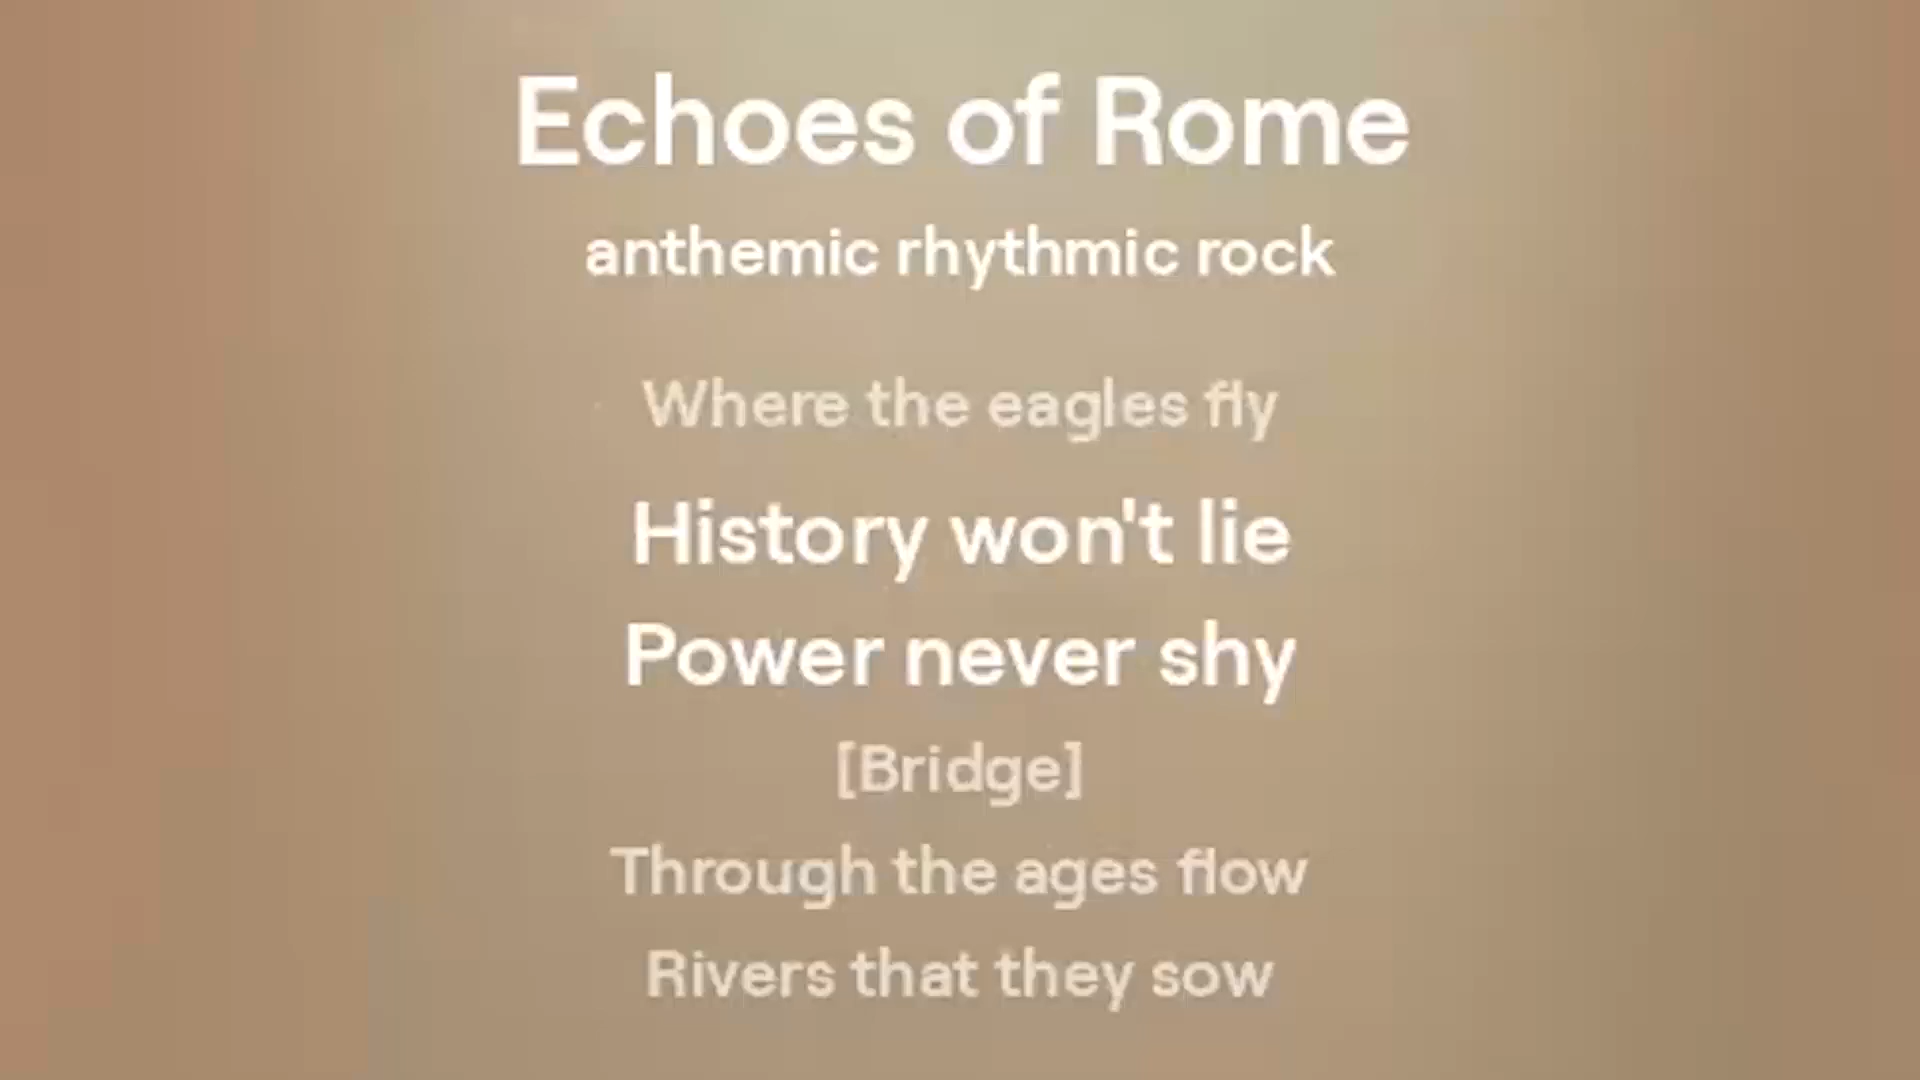 Echoes of Rome
anthemic rhythmic rock
Where the eagles fly
History won't lie
Power never shy
[Bridge]
Through the ages flow
Rivers that they sow